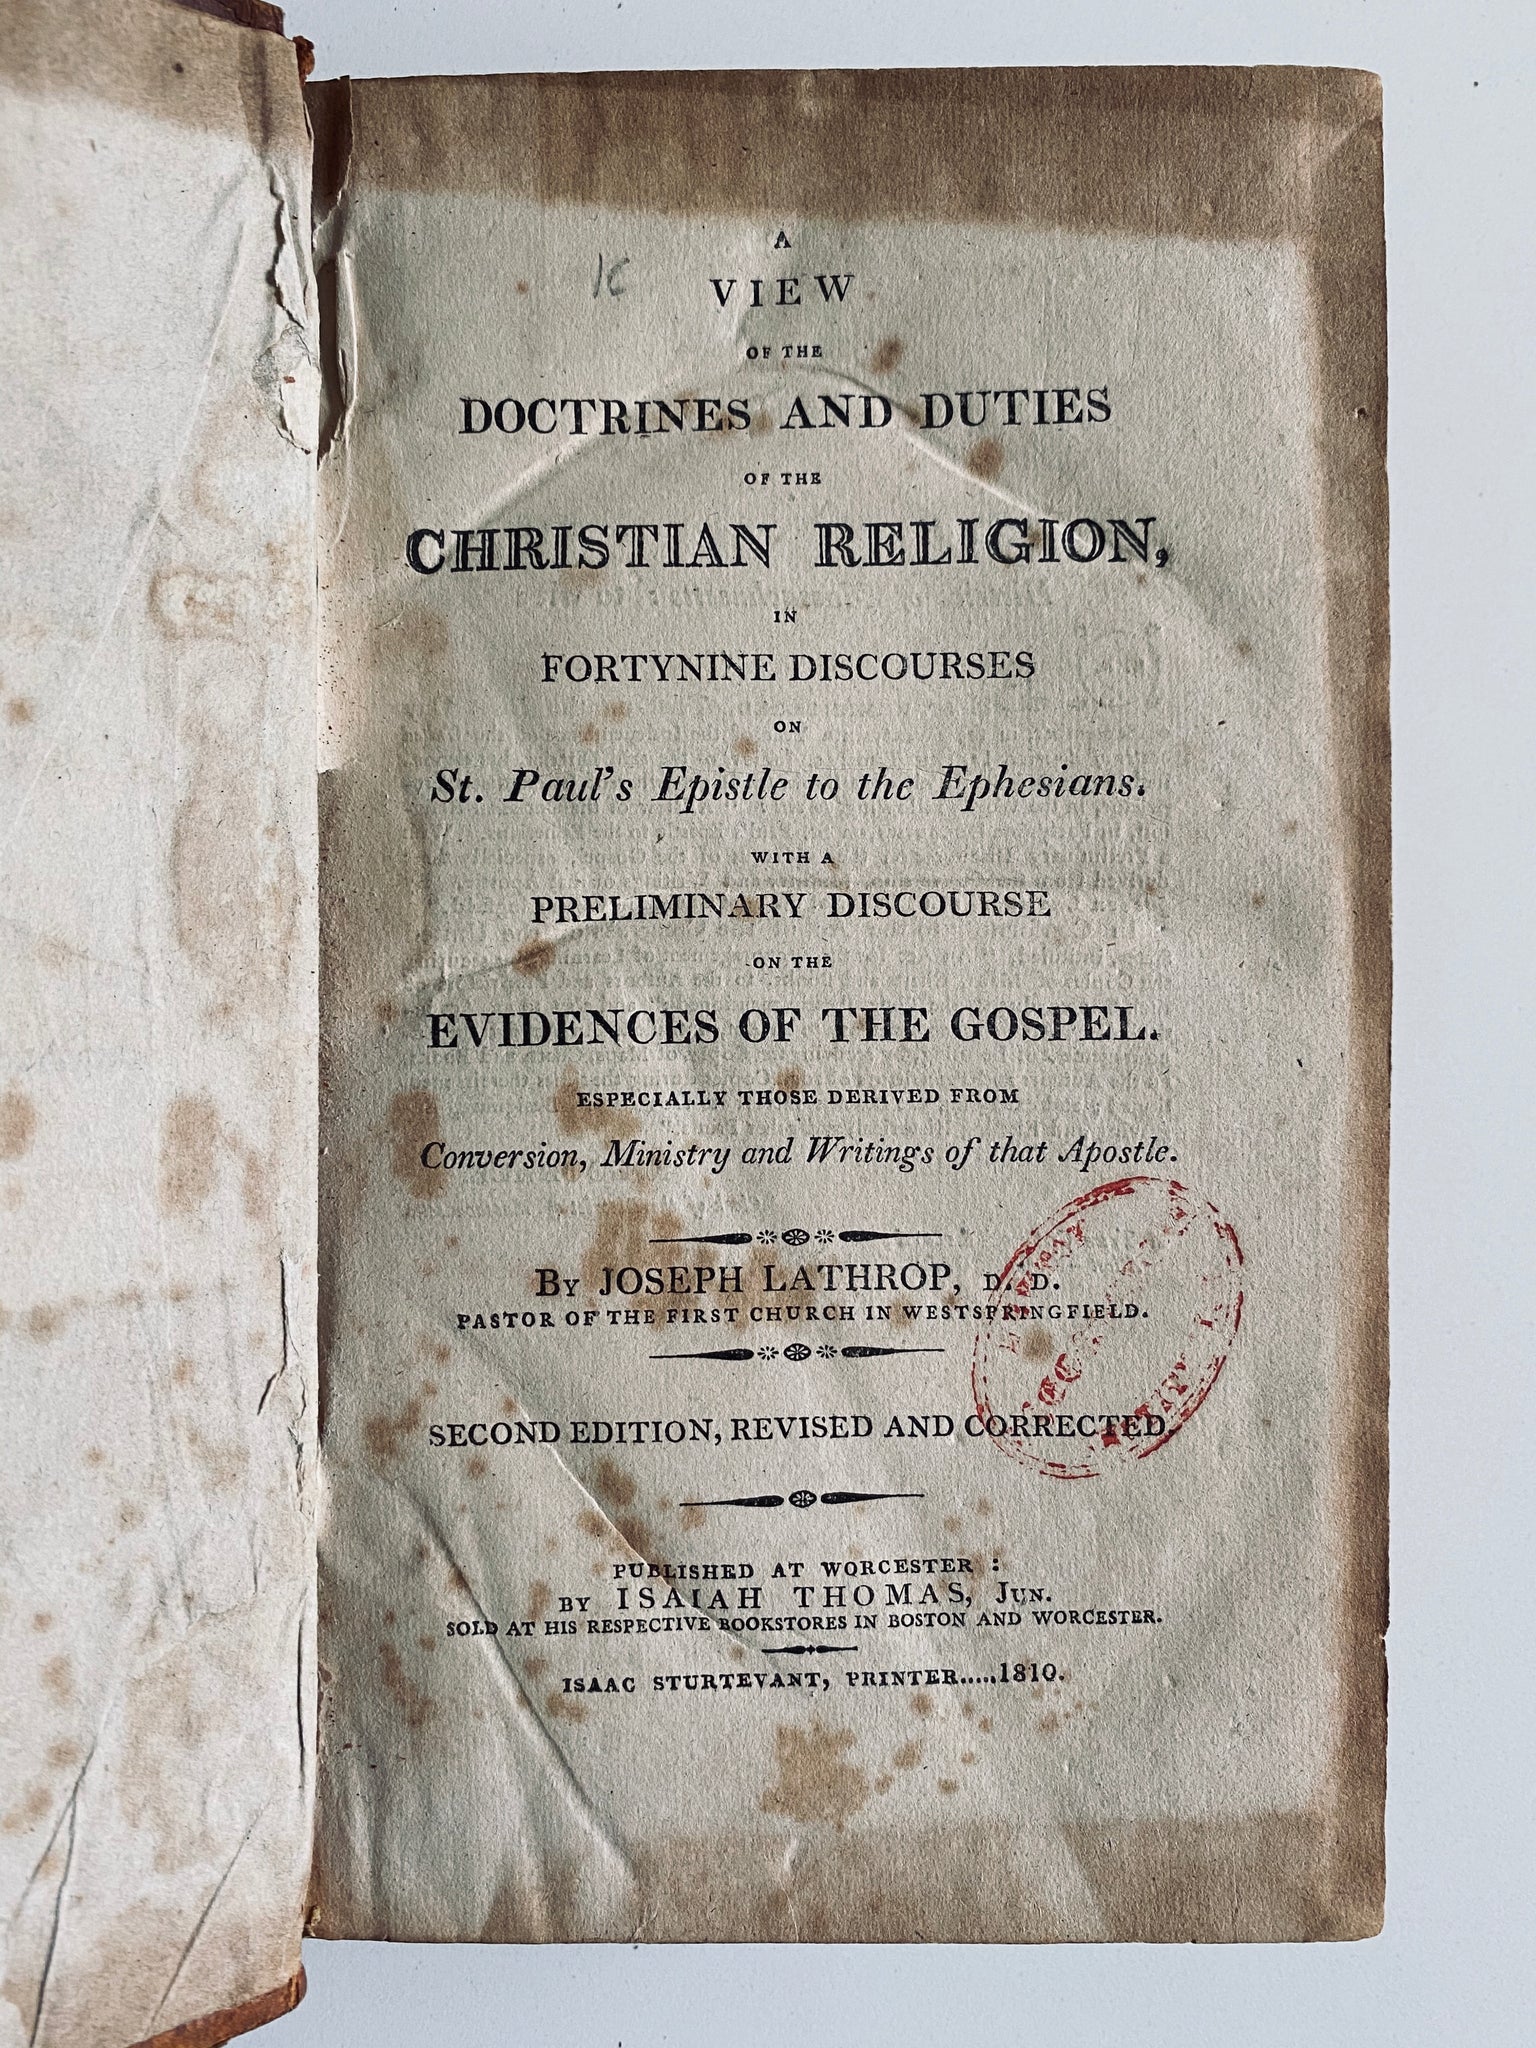 A
VIEW
OF THE
DOCTRINES AND DUTIES
OF THE
CHRISTIAN RELIGION,
IN
FORTYNINE DISCOURSES
ON
St. Paul's Epistle to the Ephesians.
WITH A
PRELIMINARY DISCOURSE
ON THE
EVIDENCES OF THE GOSPEL.
ESPECIALLY THOSE DERIVED FROM
Conversion, Ministry and Writings of that Apostle.
BY JOSEPH LATHROP, D. D.
PASTOR OF THE FIRST CHURCH IN WESTSPRINGFIELD.
SECOND EDITION, REVISED AND CORRECTED.
PUBLISHED AT WORCESTER :
BY ISAIAH THOMAS, JUN.
SOLD AT HIS RESPECTIVE BOOKSTORES IN BOSTON AND WORCESTER.
ISAAC STURTEVANT, PRINTER.....1810.